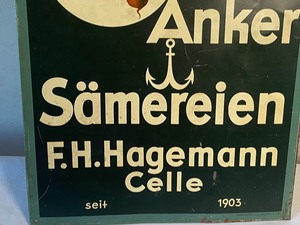 Anker
Sämereien
F.H.Hagemann
Celle
seit 1903